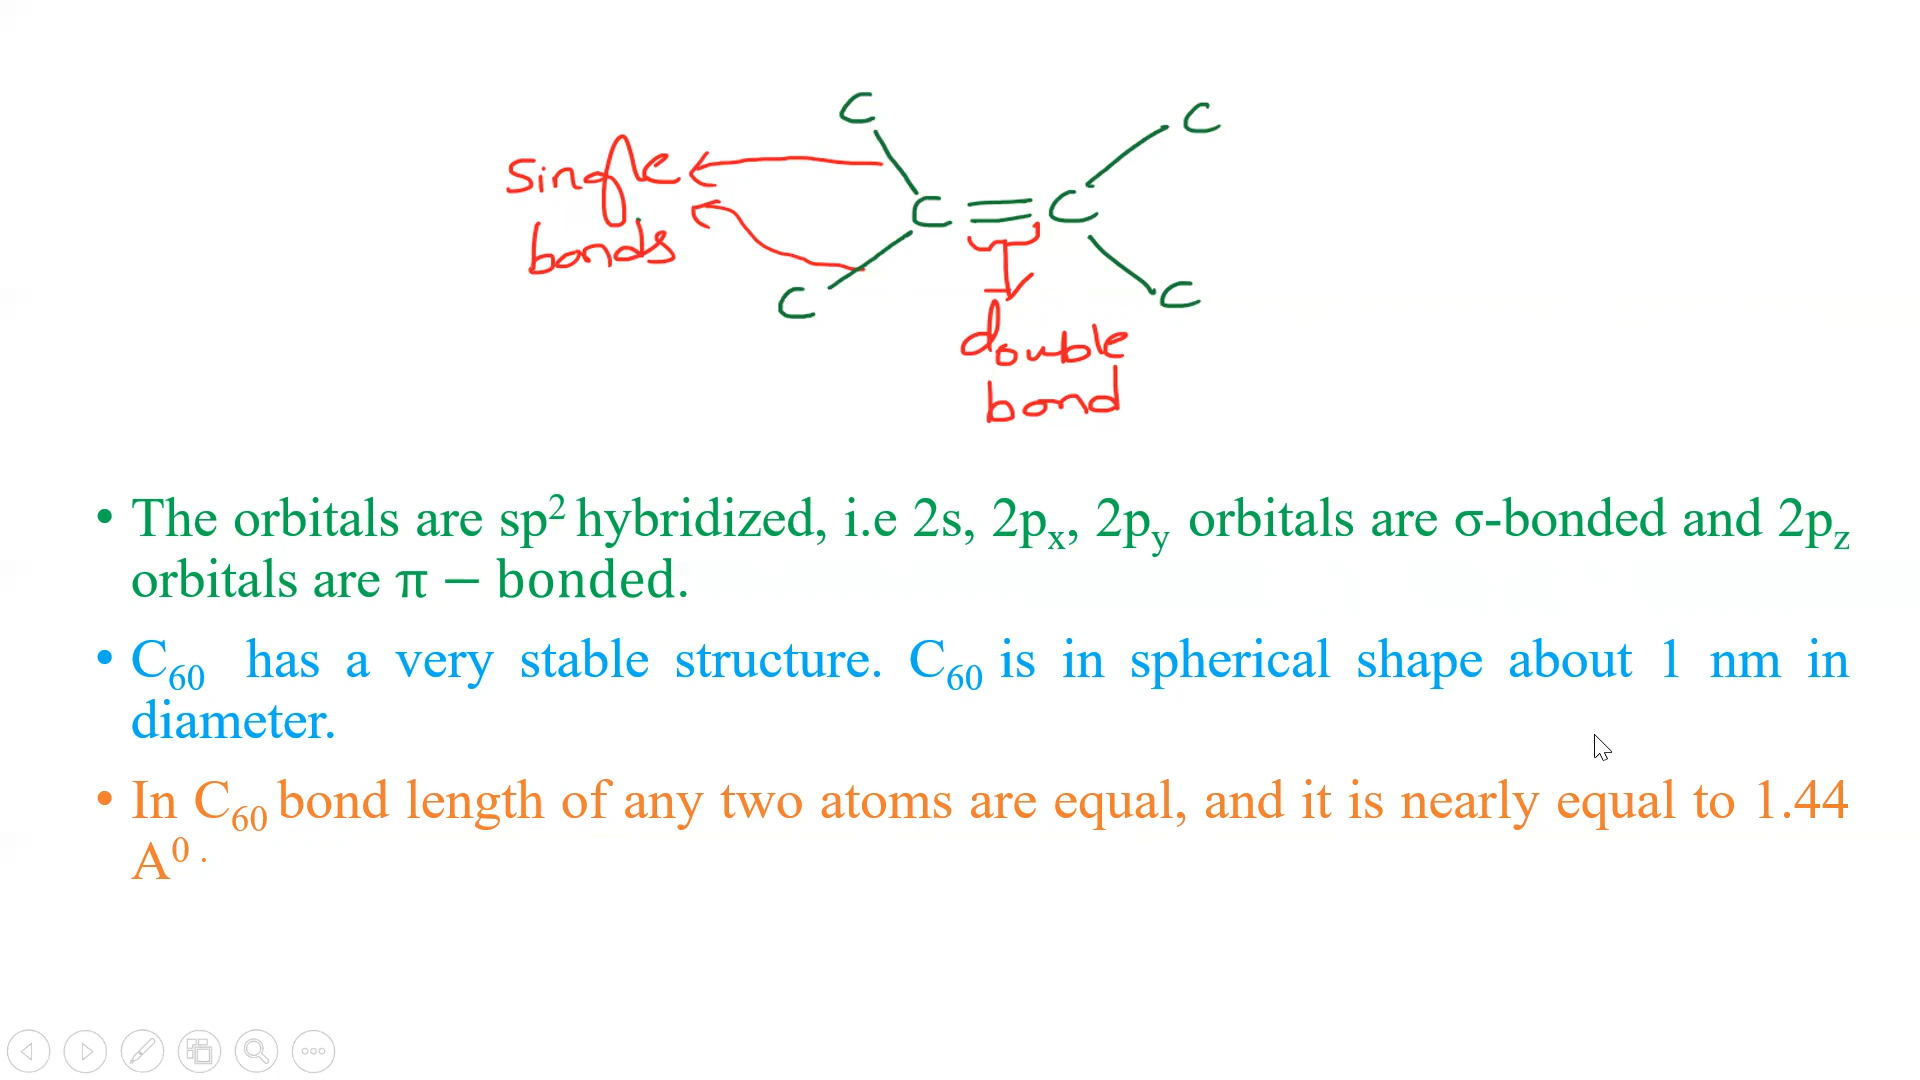 C C
single
C = C
bonds
C C
double
bond
• The orbitals are sp² hybridized, i.e 2s, 2pₓ, 2p_y orbitals are σ-bonded and 2p_z
orbitals are π − bonded.
• C₆₀ has a very stable structure. C₆₀ is in spherical shape about 1 nm in
diameter.
• In C₆₀ bond length of any two atoms are equal, and it is nearly equal to 1.44
A⁰ .